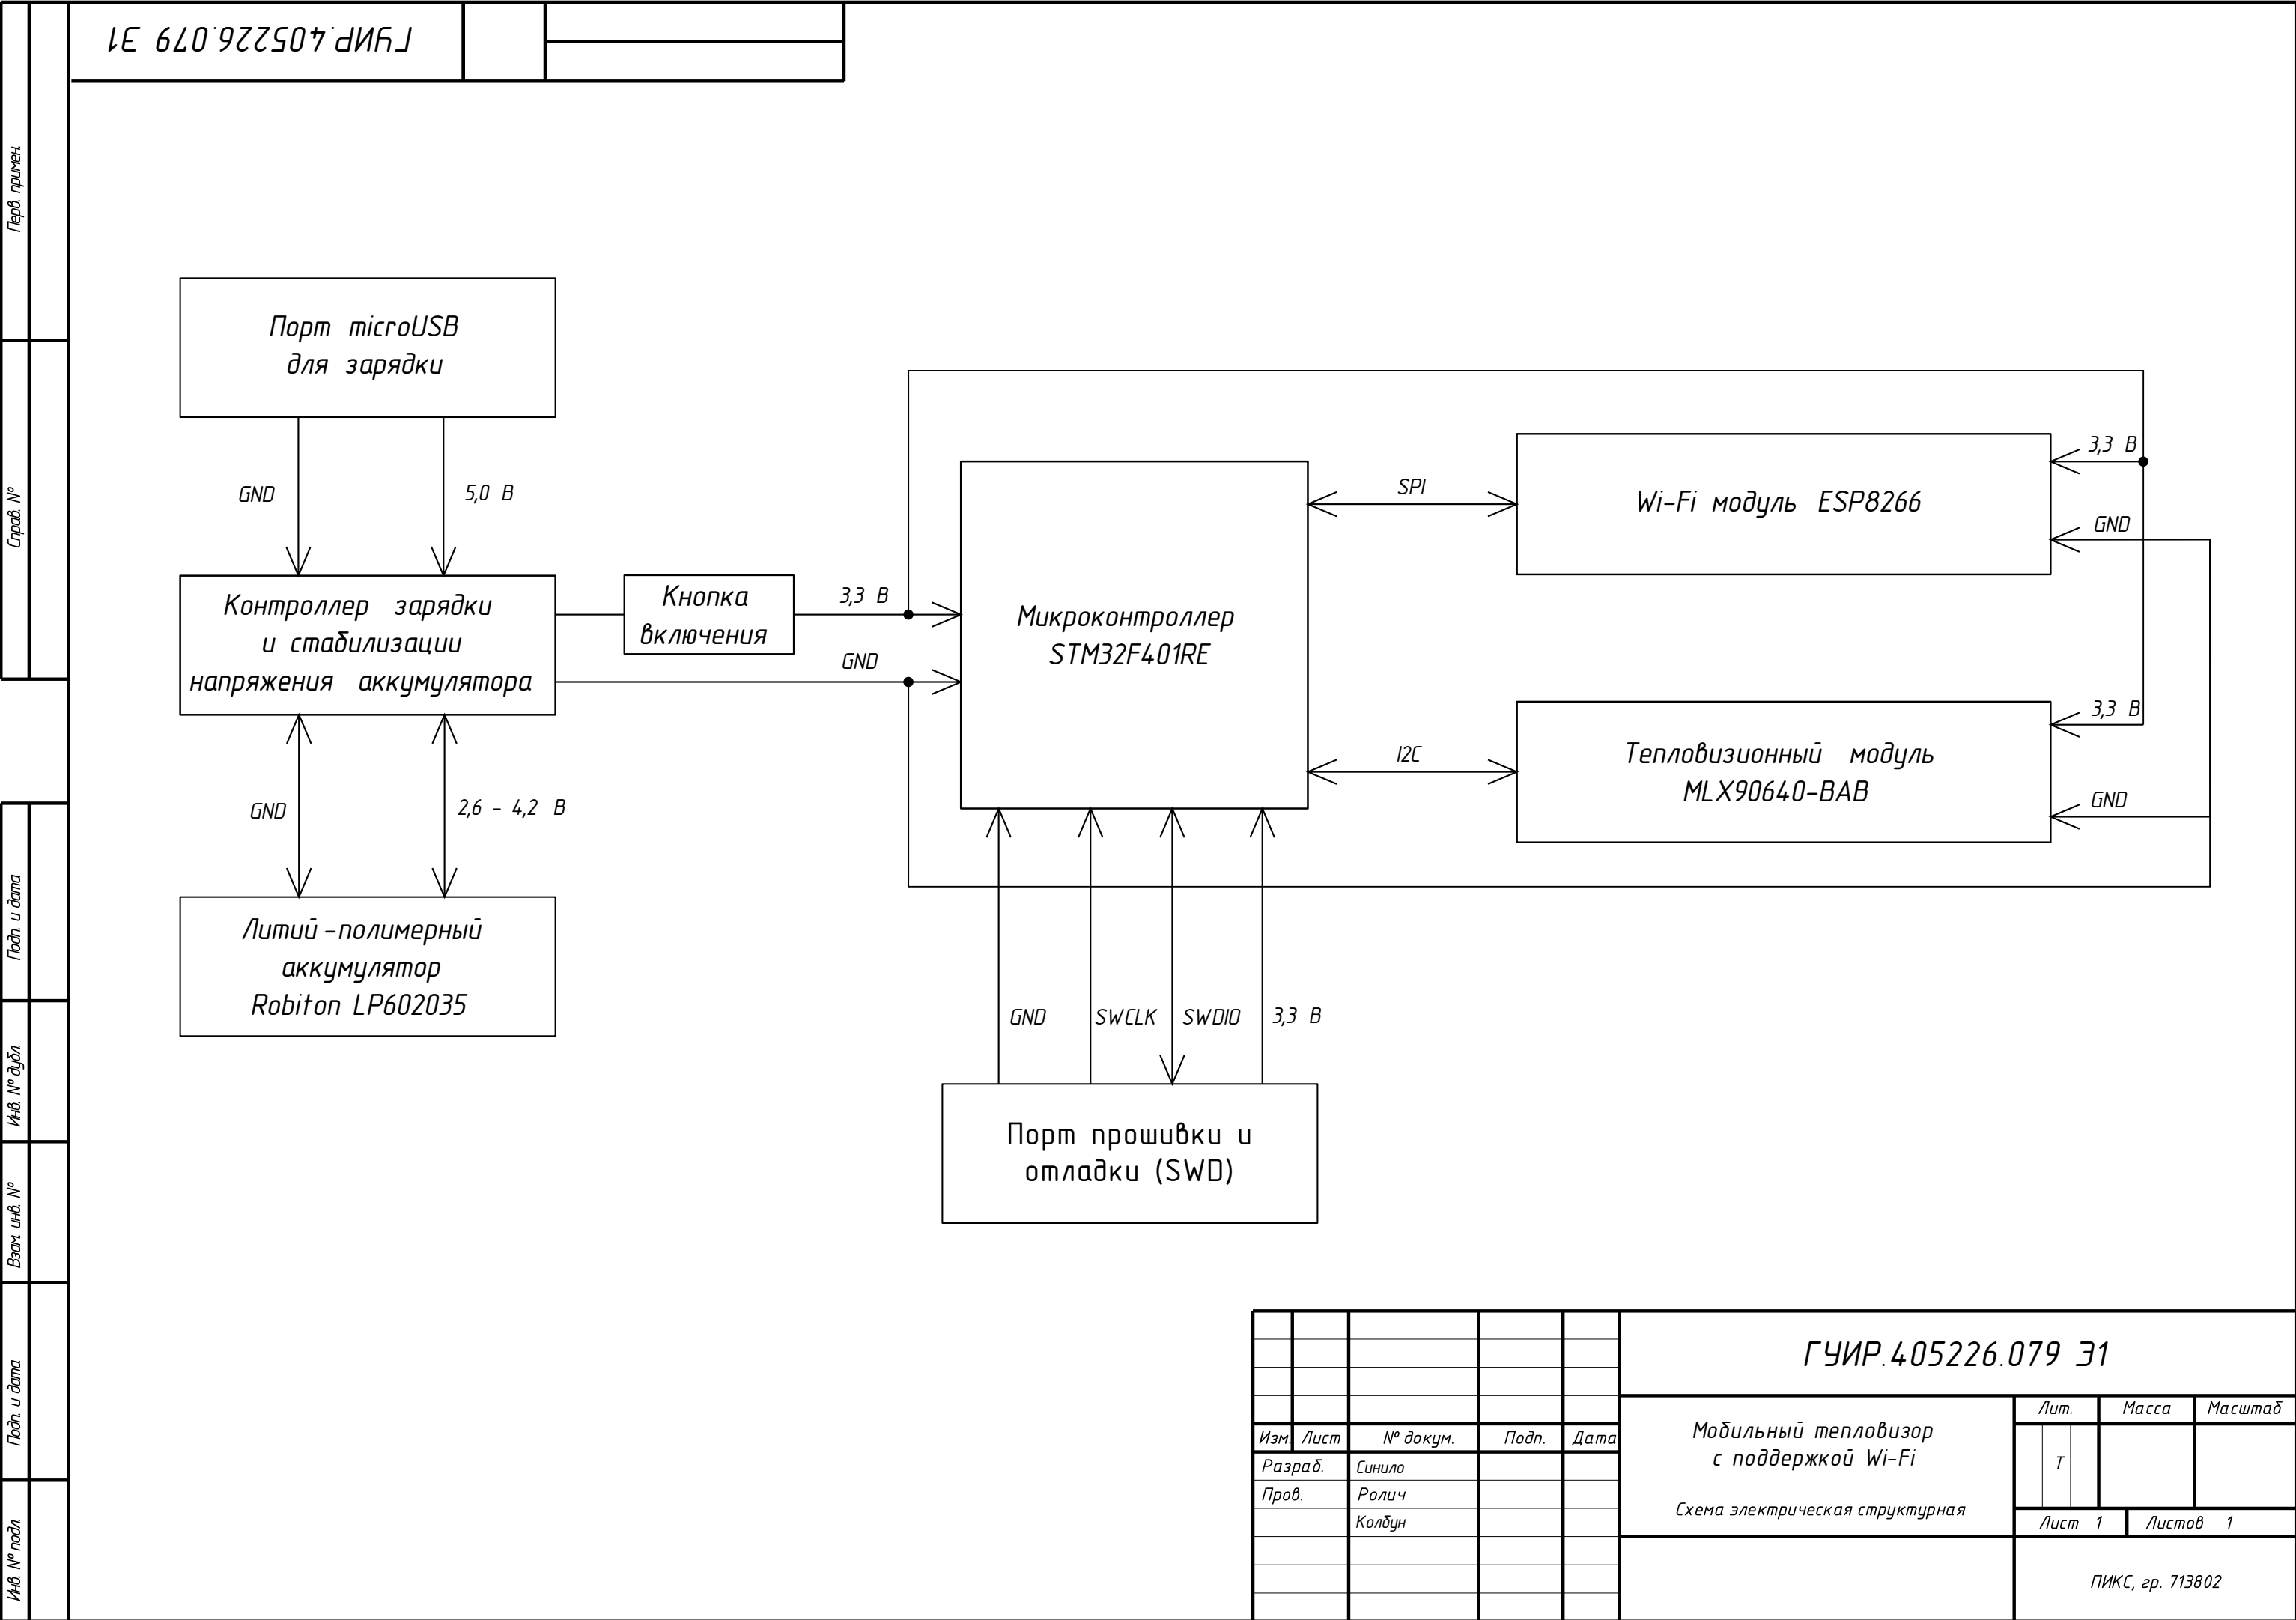 ГУИР.405226.079 Э1
Перв. примен.
Справ. №
Подп. и дата
Инв. № дубл.
Взам. инв. №
Подп. и дата
Инв. № подл.
Порт microUSB
для зарядки
GND
5,0 В
Контроллер зарядки
и стабилизации
напряжения аккумулятора
GND
2,6 - 4,2 В
Литий-полимерный
аккумулятор
Robiton LP602035
Кнопка
включения
3,3 В
GND
Микроконтроллер
STM32F401RE
SPI
I2C
Wi-Fi модуль ESP8266
3,3 В
GND
Тепловизионный модуль
MLX90640-BAB
3,3 В
GND
GND
SWCLK
SWDIO
3,3 В
Порт прошивки и
отладки (SWD)
ГУИР.405226.079 Э1
Изм.
Лист
№ докум.
Подп.
Дата
Разраб.
Синило
Пров.
Ролич
Колбун
Мобильный тепловизор
с поддержкой Wi-Fi
Схема электрическая структурная
Лит.
Масса
Масштаб
Т
Лист 1
Листов 1
ПИКС, гр. 713802